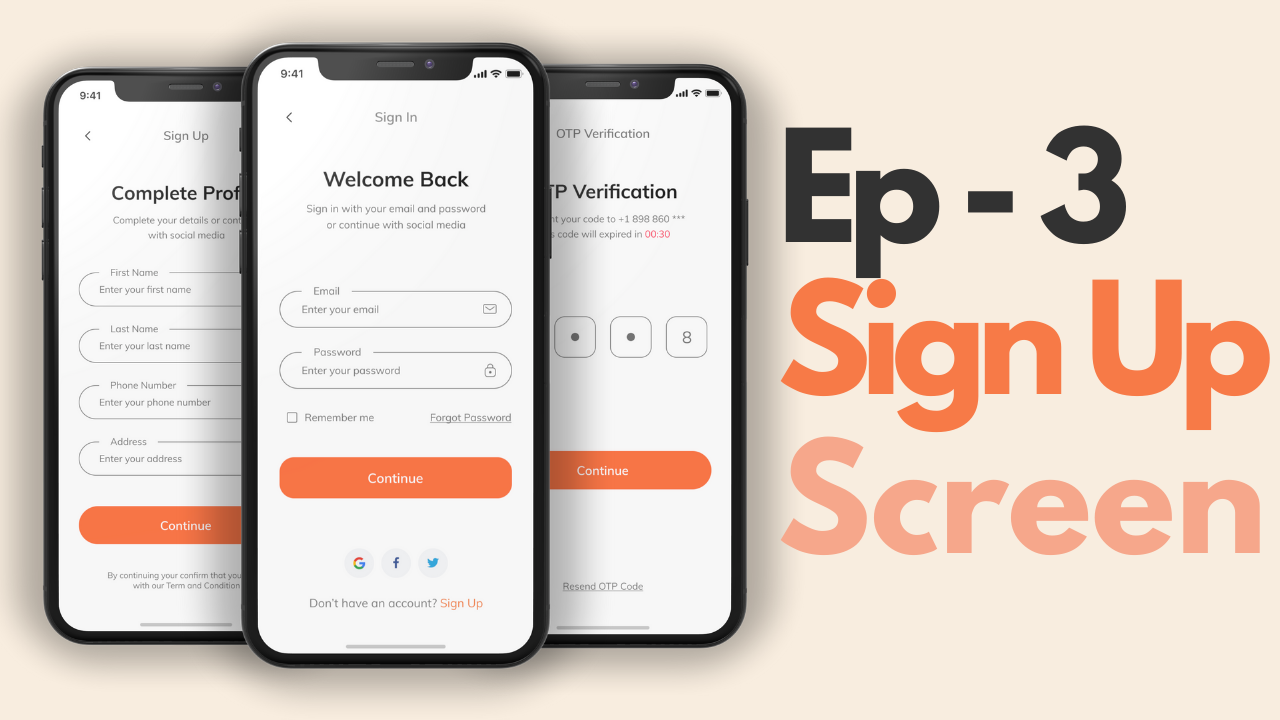 9:41
Sign Up
Complete Prof
Complete your details or con
with social media
First Name
Enter your first name
Last Name
Enter your last name
Phone Number
Enter your phone number
Address
Enter your address
Continue
By continuing your confirm that you
with our Term and Condition
9:41
Sign In
Welcome Back
Sign in with your email and password
or continue with social media
Email
Enter your email
Password
Enter your password
Remember me
Forgot Password
Continue
G f
Don't have an account? Sign Up
OTP Verification
TP Verification
nt your code to +1 898 860 ***
s code will expired in 00:30
8
Continue
Resend OTP Code
Ep - 3
Sign Up
Screen